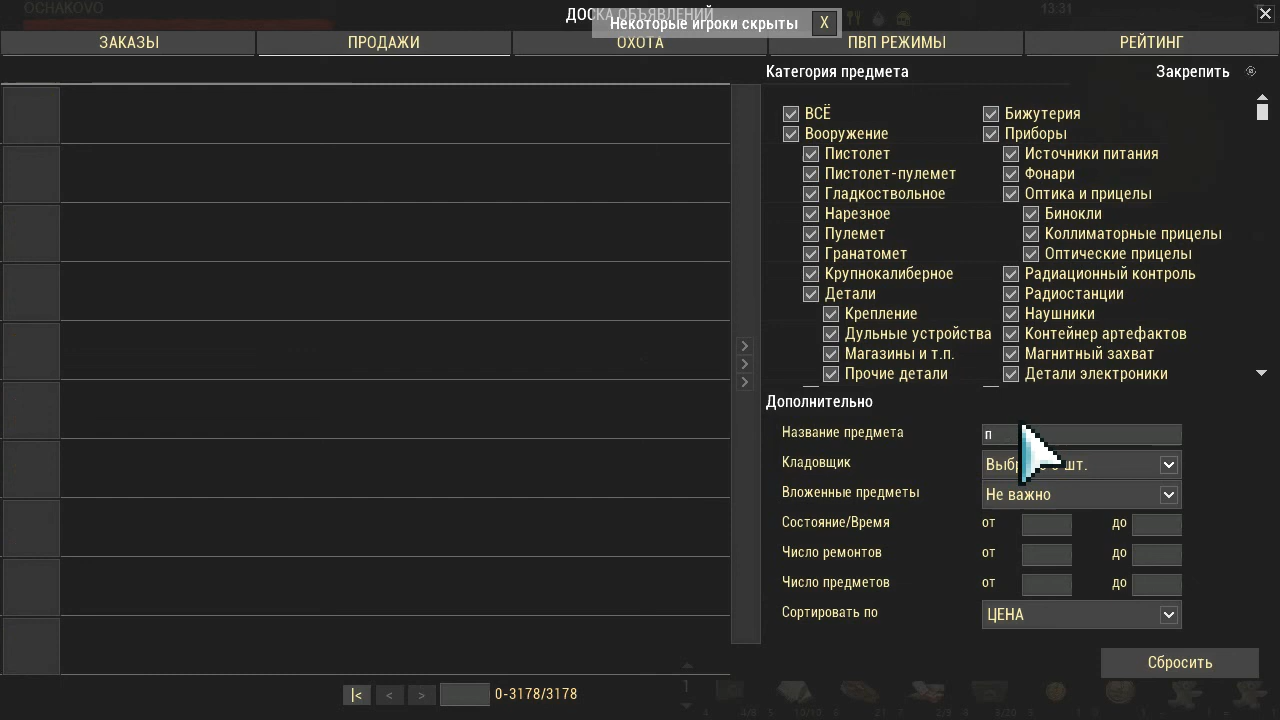 OCHAKOVO
13:31
ДОСКА ОБЪЯВЛЕНИЙ
Некоторые игроки скрыты
X
ЗАКАЗЫ
ПРОДАЖИ
ОХОТА
ПВП РЕЖИМЫ
РЕЙТИНГ
Категория предмета
Закрепить
ВСЁ
Вооружение
Пистолет
Пистолет-пулемет
Гладкоствольное
Нарезное
Пулемет
Гранатомет
Крупнокалиберное
Детали
Крепление
Дульные устройства
Магазины и т.п.
Прочие детали
Бижутерия
Приборы
Источники питания
Фонари
Оптика и прицелы
Бинокли
Коллиматорные прицелы
Оптические прицелы
Радиационный контроль
Радиостанции
Наушники
Контейнер артефактов
Магнитный захват
Детали электроники
Дополнительно
Название предмета
п
Кладовщик
шт.
Вложенные предметы
Не важно
Состояние/Время
от
до
Число ремонтов
от
до
Число предметов
от
до
Сортировать по
ЦЕНА
Сбросить
|<
<
>
0-3178/3178
1